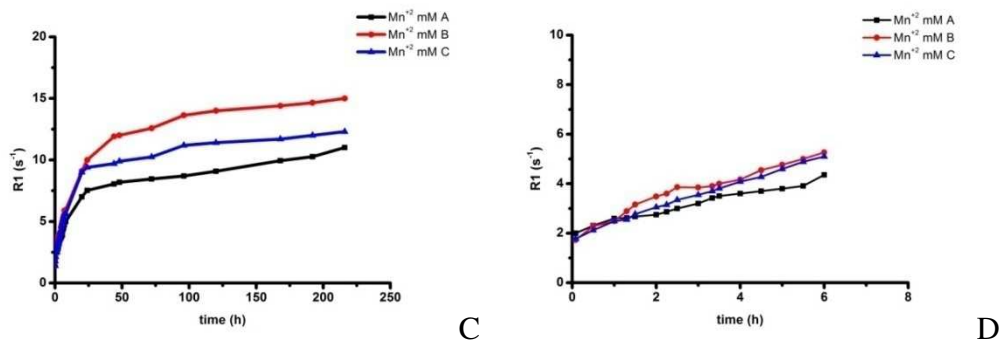 Mn+2 mM A
Mn+2 mM B
Mn+2 mM C
20
15
10
5
0
R1 (s-1)
0 50 100 150 200 250
time (h)
C
Mn+2 mM A
Mn+2 mM B
Mn+2 mM C
10
8
6
4
2
0
R1 (s-1)
0 2 4 6 8
time (h)
D